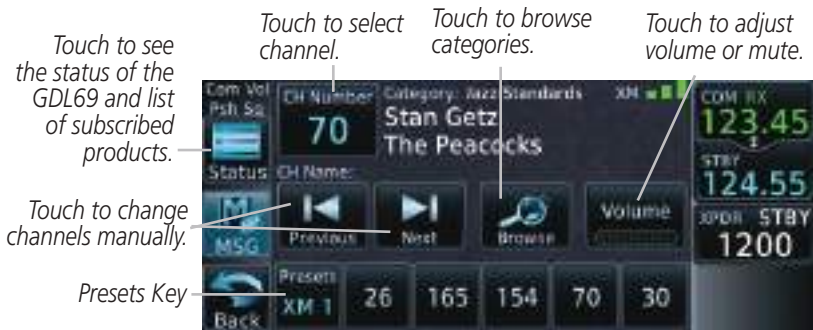 Touch to select
channel.
Touch to browse
categories.
Touch to adjust
volume or mute.
Touch to see
the status of the
GDL69 and list
of subscribed
products.
Touch to change
channels manually.
Presets Key
Com Vol
Psh Sq
Status
MSG
Back
CH Number
70
Category: Jazz Standards
XM
Stan Getz
The Peacocks
CH Name:
Previous
Next
Browse
Volume
Presets
XM 1
26
165
154
70
30
COM RX
123.45
STBY
124.55
XPDR STBY
1200